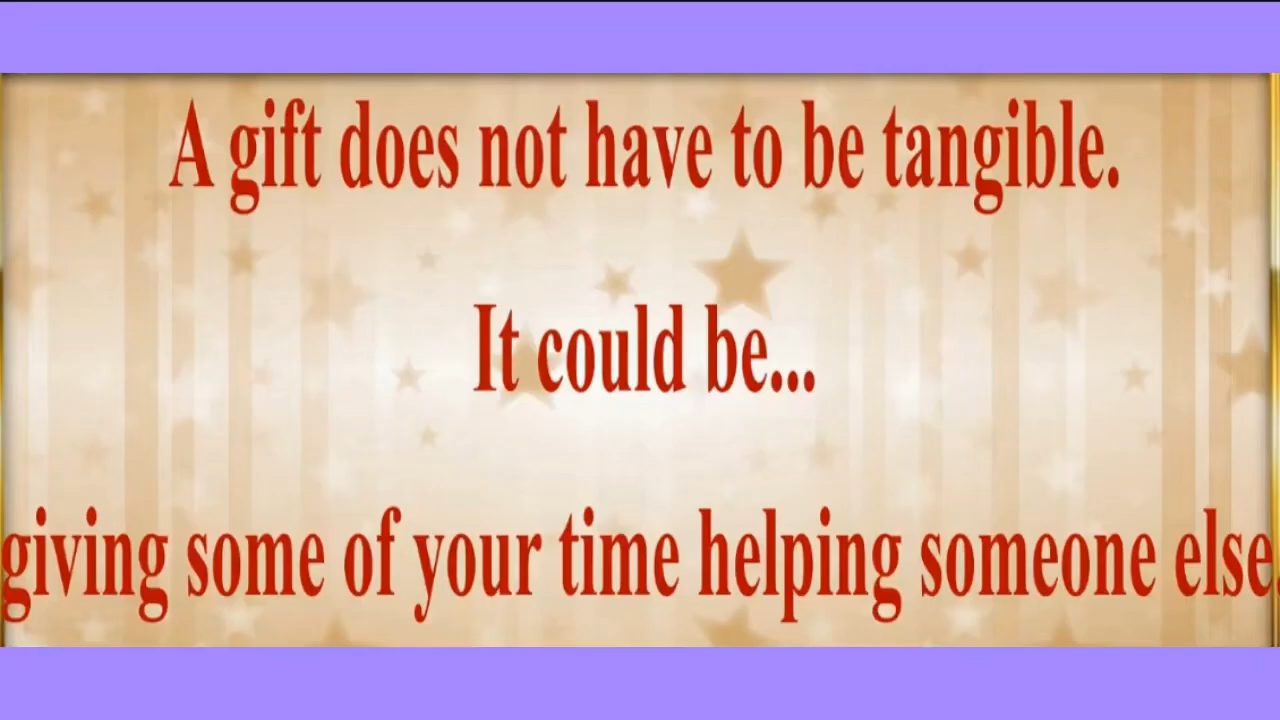 A gift does not have to be tangible.
It could be...
giving some of your time helping someone else.